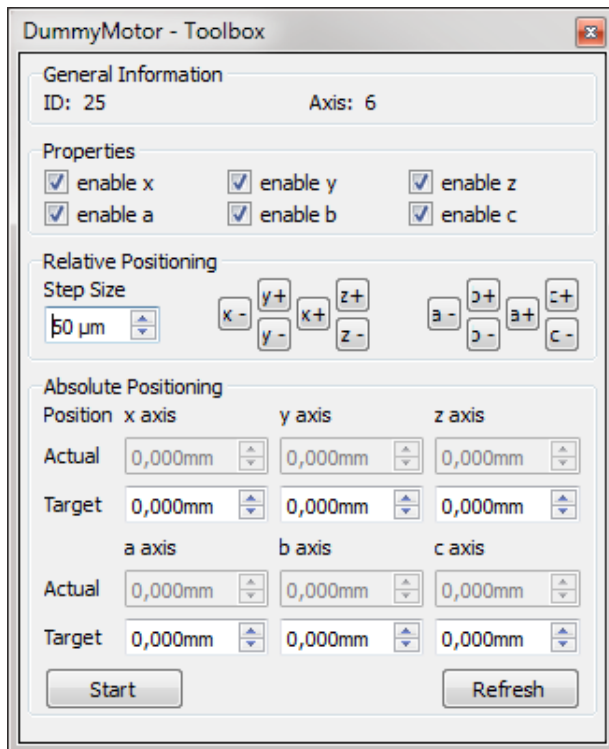 DummyMotor - Toolbox
General Information
ID: 25 Axis: 6
Properties
enable x enable y enable z
enable a enable b enable c
Relative Positioning
Step Size
50 µm
x - y+ y - x+ z+ z - a - b+ b - a+ c+ c -
Absolute Positioning
Position x axis y axis z axis
Actual 0,000mm 0,000mm 0,000mm
Target 0,000mm 0,000mm 0,000mm
a axis b axis c axis
Actual 0,000mm 0,000mm 0,000mm
Target 0,000mm 0,000mm 0,000mm
Start Refresh